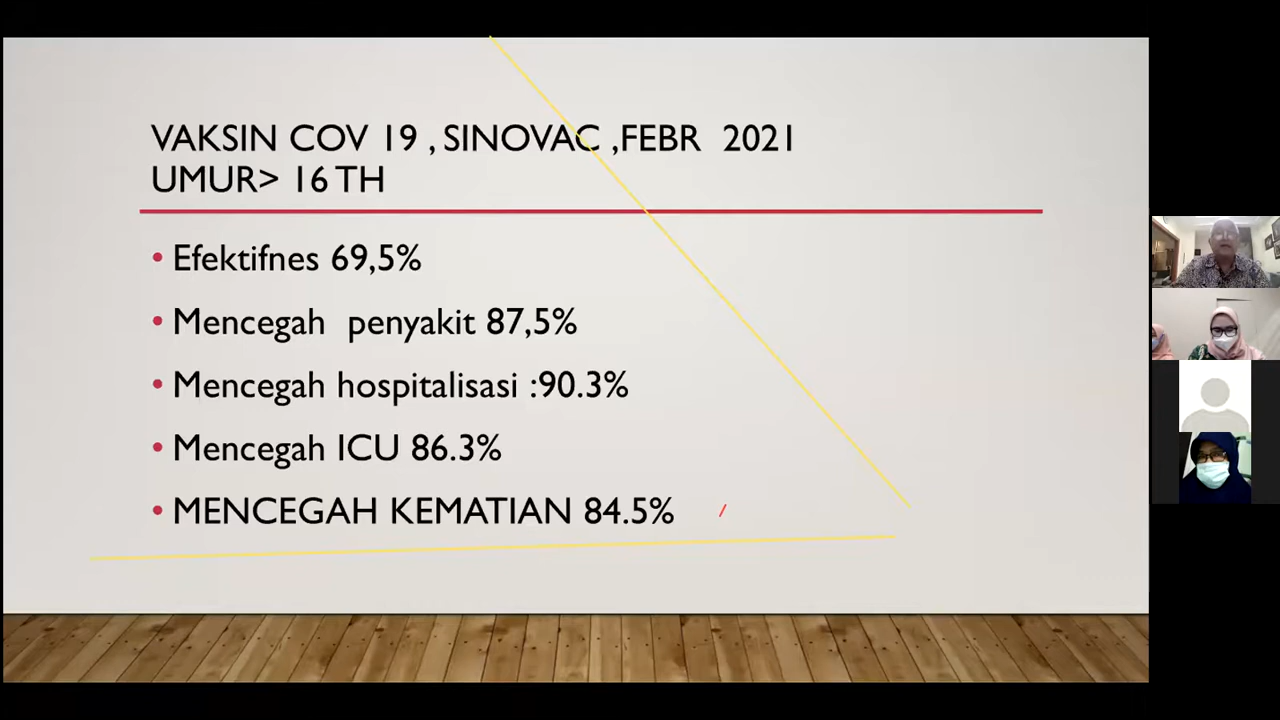 VAKSIN COV 19 , SINOVAC ,FEBR 2021
UMUR> 16 TH
• Efektifnes 69,5%
• Mencegah penyakit 87,5%
• Mencegah hospitalisasi :90.3%
• Mencegah ICU 86.3%
• MENCEGAH KEMATIAN 84.5%